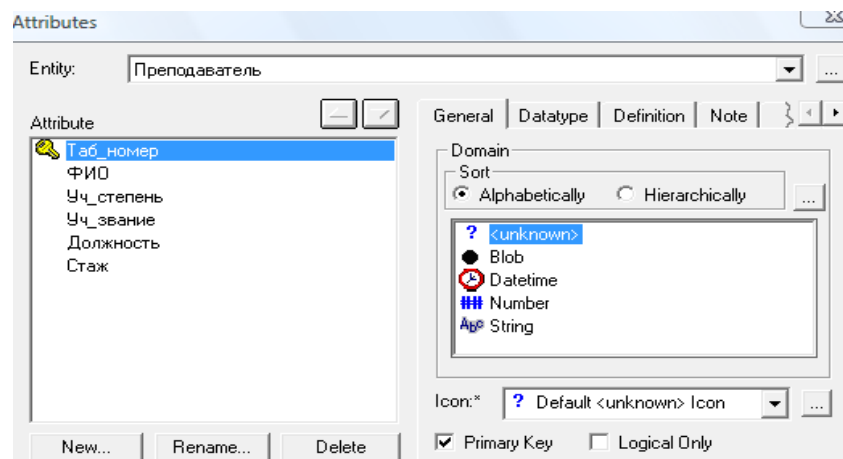 Attributes
Entity: Преподаватель ...
Attribute
Таб_номер
ФИО
Уч_степень
Уч_звание
Должность
Стаж
New... Rename... Delete
General Datatype Definition Note
Domain
Sort
Alphabetically Hierarchically ...
? <unknown>
Blob
Datetime
## Number
Abc String
Icon:* ? Default <unknown> Icon ...
Primary Key Logical Only